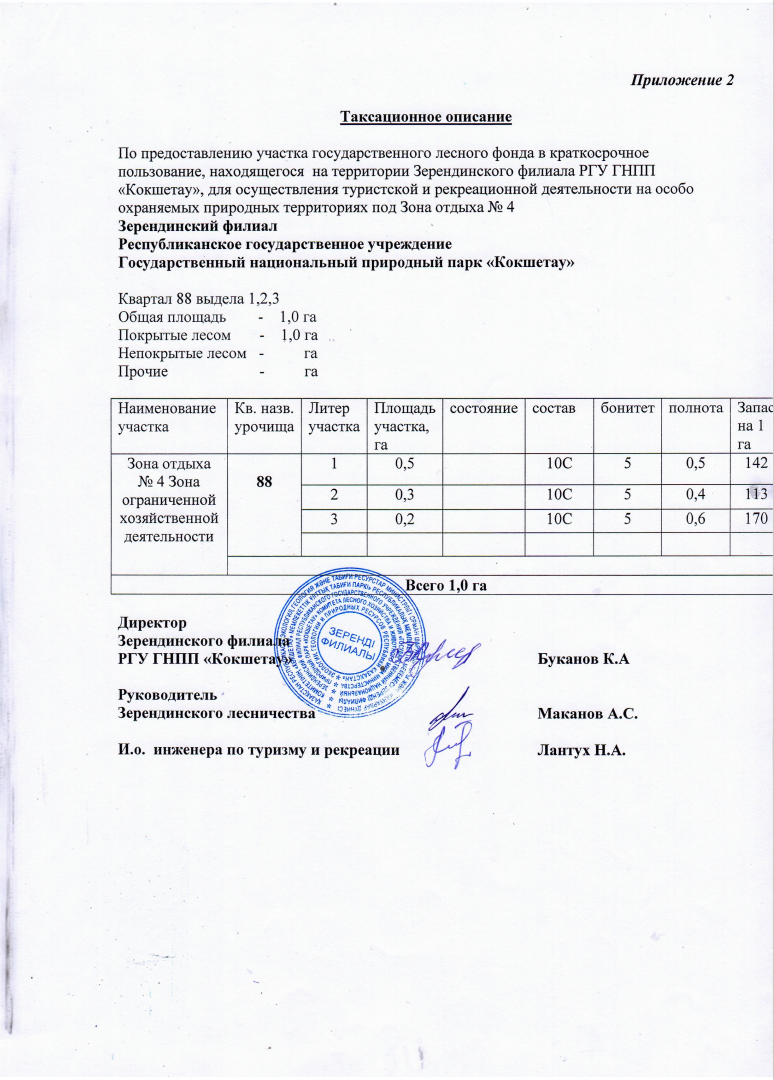 Приложение 2
Таксационное описание
По предоставлению участка государственного лесного фонда в краткосрочное
пользование, находящегося на территории Зерендинского филиала РГУ ГНПП
«Кокшетау», для осуществления туристской и рекреационной деятельности на особо
охраняемых природных территориях под Зона отдыха № 4
Зерендинский филиал
Республиканское государственное учреждение
Государственный национальный природный парк «Кокшетау»
Квартал 88 выдела 1,2,3
Общая площадь - 1,0 га
Покрытые лесом - 1,0 га
Непокрытые лесом - га
Прочие - га
Наименование участка Кв. назв. урочища Литер участка Площадь участка, га состояние состав бонитет полнота Запас на 1 га
Зона отдыха № 4 Зона ограниченной хозяйственной деятельности 88 1 0,5 10С 5 0,5 142
2 0,3 10С 5 0,4 113
3 0,2 10С 5 0,6 170
Всего 1,0 га
Директор
Зерендинского филиала
РГУ ГНПП «Кокшетау» Буканов К.А
Руководитель
Зерендинского лесничества Маканов А.С.
И.о. инженера по туризму и рекреации Лантух Н.А.
ЗЕРЕНДІ
ФИЛИАЛЫ